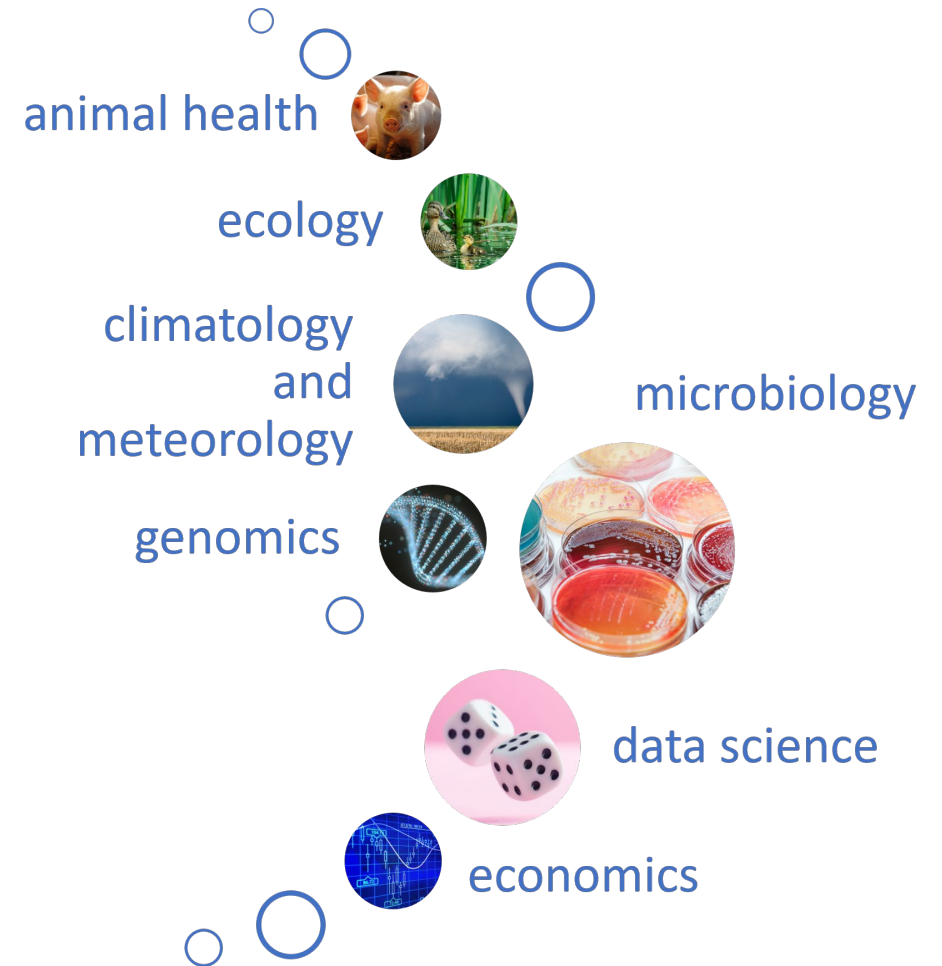 animal health
ecology
climatology
and
meteorology
microbiology
genomics
data science
economics